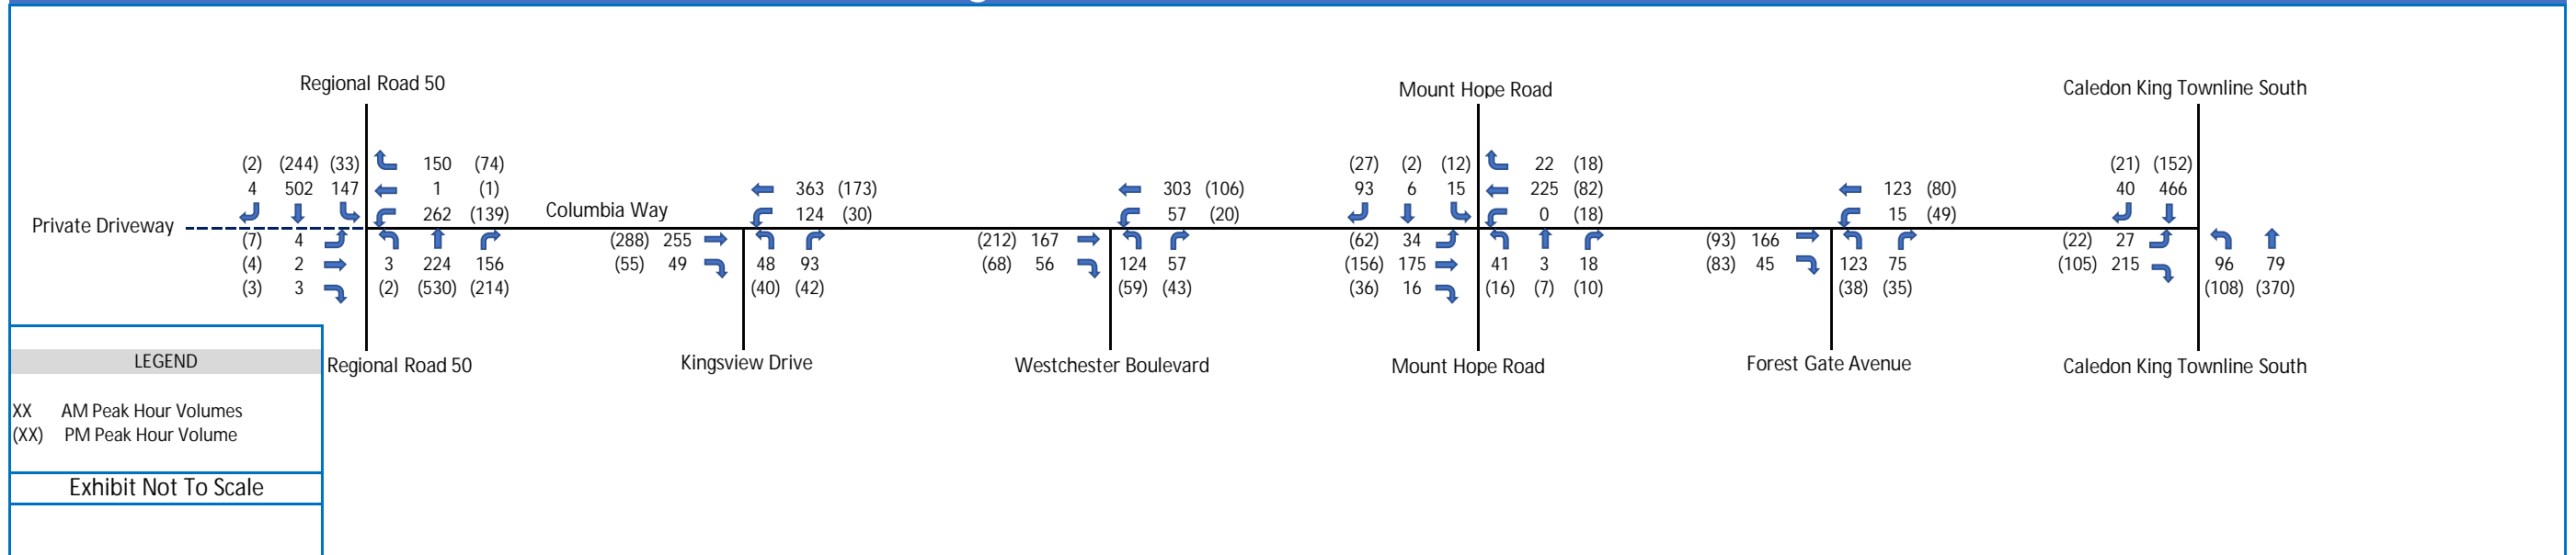 Regional Road 50
Mount Hope Road
Caledon King Townline South
(2) (244) (33) 150 (74)
(27) (2) (12) 22 (18)
(21) (152)
4 502 147 1 (1)
363 (173)
303 (106)
93 6 15 225 (82)
123 (80)
40 466
262 (139)
Columbia Way
124 (30)
57 (20)
0 (18)
15 (49)
Private Driveway
(7) 4
(288) 255
(212) 167
(62) 34
(93) 166
(22) 27
(4) 2 3 224 156
(55) 49 48 93
(68) 56 124 57
(156) 175 41 3 18
(83) 45 123 75
(105) 215 96 79
(3) 3 (2) (530) (214)
(40) (42)
(59) (43)
(36) 16 (16) (7) (10)
(38) (35)
(108) (370)
LEGEND
Regional Road 50
Kingsview Drive
Westchester Boulevard
Mount Hope Road
Forest Gate Avenue
Caledon King Townline South
XX AM Peak Hour Volumes
(XX) PM Peak Hour Volume
Exhibit Not To Scale